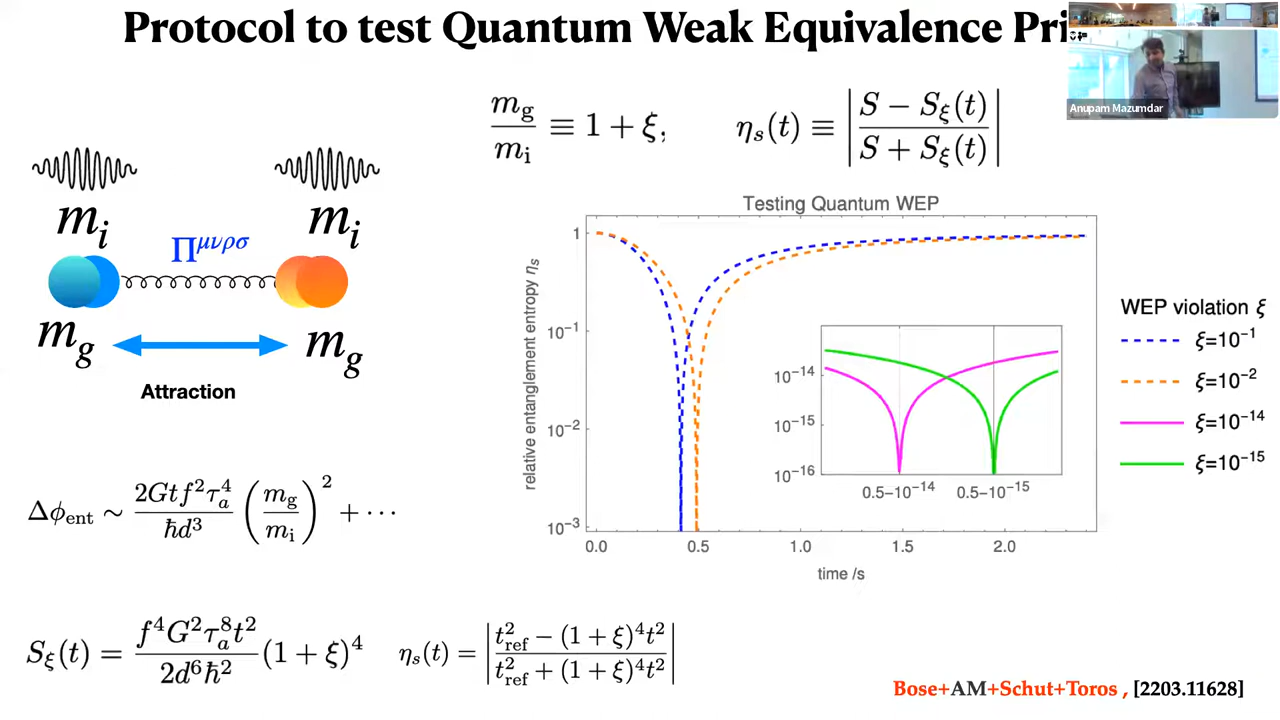 Protocol to test Quantum Weak Equivalence Pri
Anupam Mazumdar
m_g/m_i ≡ 1 + ξ,
η_s(t) ≡ |(S − S_ξ(t))/(S + S_ξ(t))|
m_i
m_i
Π^{μνρσ}
m_g
m_g
Attraction
Testing Quantum WEP
relative entanglement entropy η_s
1
10^{-1}
10^{-2}
10^{-3}
0.0 0.5 1.0 1.5 2.0
time /s
10^{-14}
10^{-15}
10^{-16}
0.5−10^{-14} 0.5−10^{-15}
WEP violation ξ
ξ=10^{-1}
ξ=10^{-2}
ξ=10^{-14}
ξ=10^{-15}
Δϕ_ent ∼ (2Gtf²τ_a⁴)/(ħd³) (m_g/m_i)² + ⋯
S_ξ(t) = (f⁴G²τ_a⁸t²)/(2d⁶ħ²) (1 + ξ)⁴
η_s(t) = |(t²_ref − (1 + ξ)⁴t²)/(t²_ref + (1 + ξ)⁴t²)|
Bose+AM+Schut+Toros , [2203.11628]